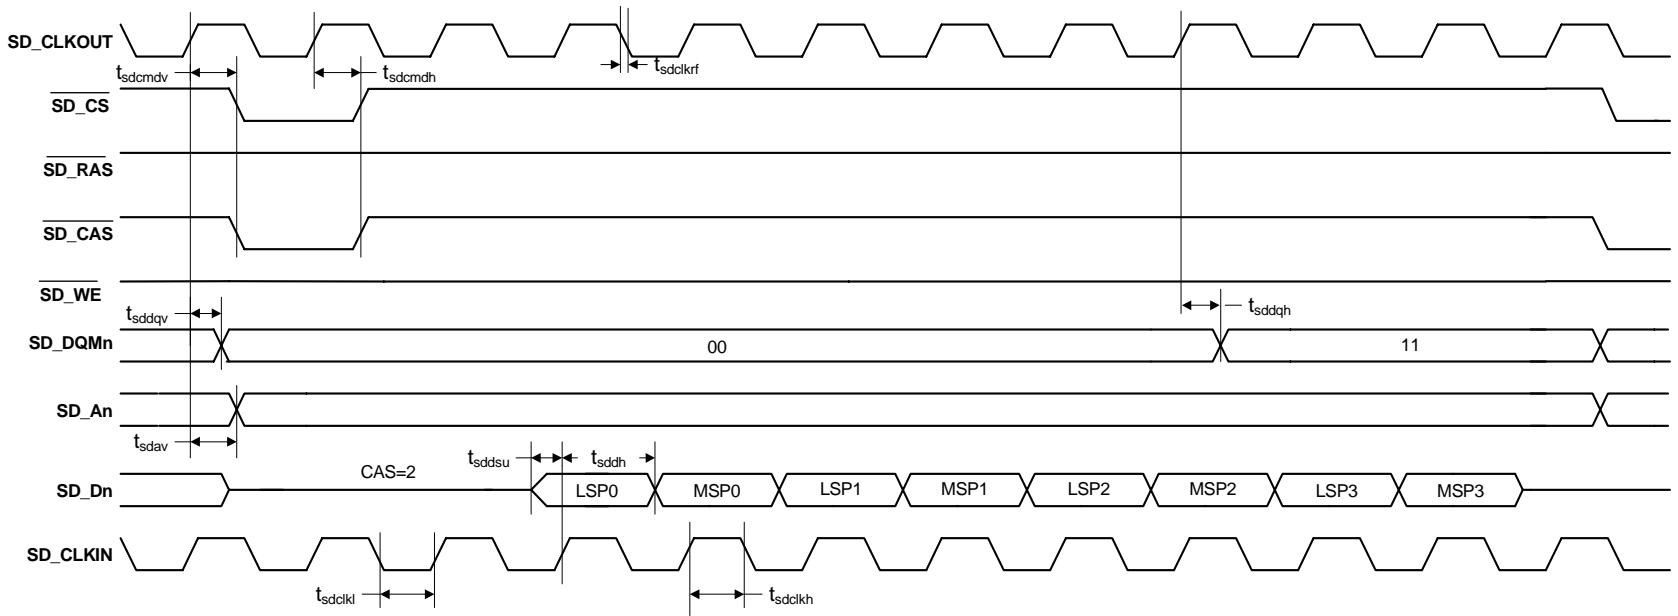 SD_CLKOUT
t_sdcmdv
t_sdcmdh
t_sdclkrf
SD_CS
SD_RAS
SD_CAS
SD_WE
t_sddqv
t_sddqh
SD_DQMn
00
11
SD_An
t_sdav
t_sddsu
t_sddh
CAS=2
SD_Dn
LSP0
MSP0
LSP1
MSP1
LSP2
MSP2
LSP3
MSP3
SD_CLKIN
t_sdclkl
t_sdclkh